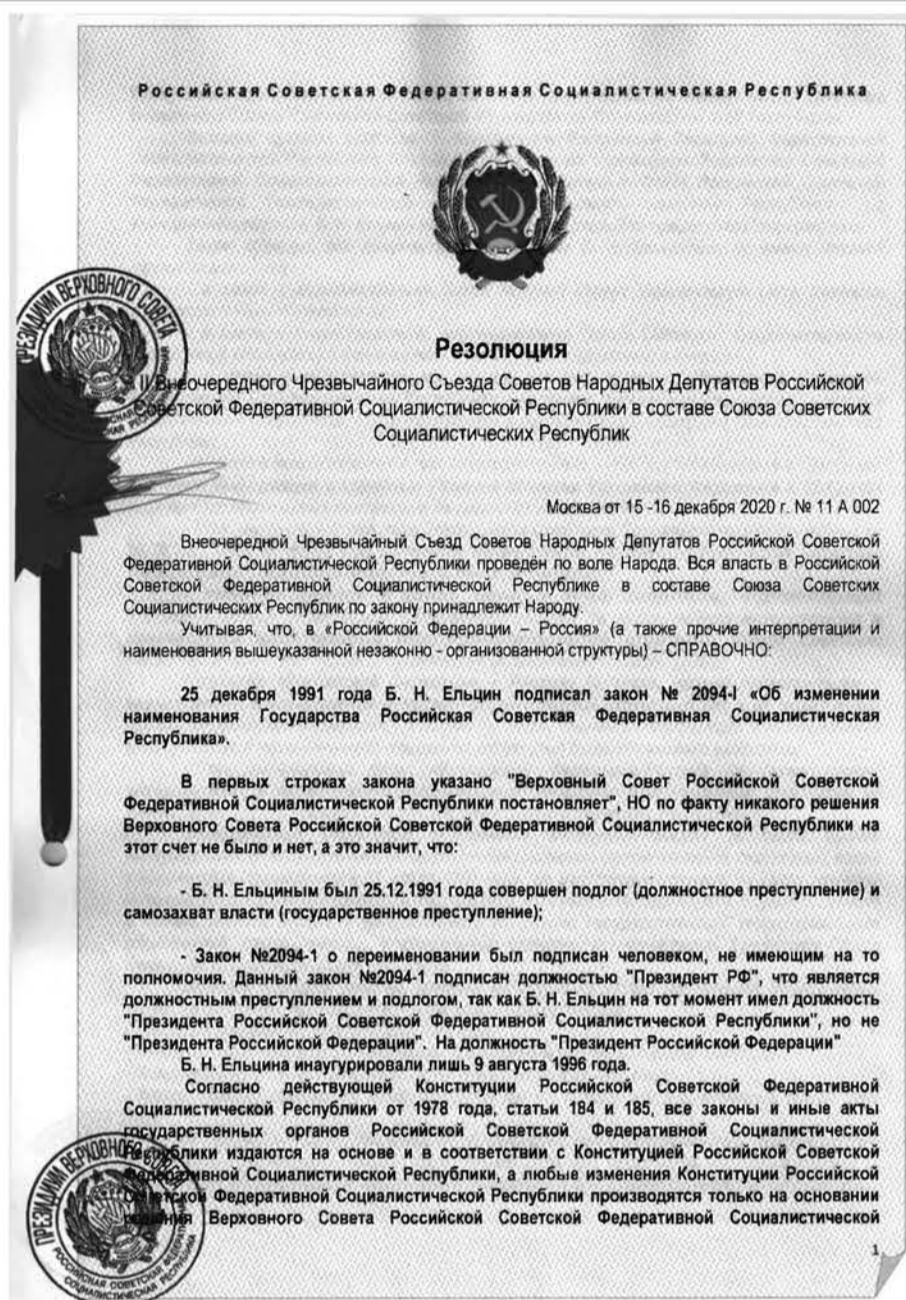 Российская Советская Федеративная Социалистическая Республика
ПРЕЗИДИУМ ВЕРХОВНОГО СОВЕТА
Резолюция
II Внеочередного Чрезвычайного Съезда Советов Народных Депутатов Российской
Советской Федеративной Социалистической Республики в составе Союза Советских
Социалистических Республик
Москва от 15 -16 декабря 2020 г. № 11 А 002
Внеочередной Чрезвычайный Съезд Советов Народных Депутатов Российской Советской
Федеративной Социалистической Республики проведён по воле Народа. Вся власть в Российской
Советской Федеративной Социалистической Республике в составе Союза Советских
Социалистических Республик по закону принадлежит Народу.
Учитывая, что, в «Российской Федерации – Россия» (а также прочие интерпретации и
наименования вышеуказанной незаконно - организованной структуры) – СПРАВОЧНО:
25 декабря 1991 года Б. Н. Ельцин подписал закон № 2094-I «Об изменении
наименования Государства Российская Советская Федеративная Социалистическая
Республика».
В первых строках закона указано "Верховный Совет Российской Советской
Федеративной Социалистической Республики постановляет", НО по факту никакого решения
Верховного Совета Российской Советской Федеративной Социалистической Республики на
этот счет не было и нет, а это значит, что:
- Б. Н. Ельциным был 25.12.1991 года совершен подлог (должностное преступление) и
самозахват власти (государственное преступление);
- Закон №2094-1 о переименовании был подписан человеком, не имеющим на то
полномочия. Данный закон №2094-1 подписан должностью "Президент РФ", что является
должностным преступлением и подлогом, так как Б. Н. Ельцин на тот момент имел должность
"Президента Российской Советской Федеративной Социалистической Республики", но не
"Президента Российской Федерации". На должность "Президент Российской Федерации"
Б. Н. Ельцина инаугурировали лишь 9 августа 1996 года.
Согласно действующей Конституции Российской Советской Федеративной
Социалистической Республики от 1978 года, статьи 184 и 185, все законы и иные акты
государственных органов Российской Советской Федеративной Социалистической
Республики издаются на основе и в соответствии с Конституцией Российской Советской
Федеративной Социалистической Республики, а любые изменения Конституции Российской
Советской Федеративной Социалистической Республики производятся только на основании
решения Верховного Совета Российской Советской Федеративной Социалистической
ПРЕЗИДИУМ ВЕРХОВНОГО СОВЕТА
РОССИЙСКАЯ СОВЕТСКАЯ ФЕДЕРАТИВНАЯ
СОЦИАЛИСТИЧЕСКАЯ РЕСПУБЛИКА
1